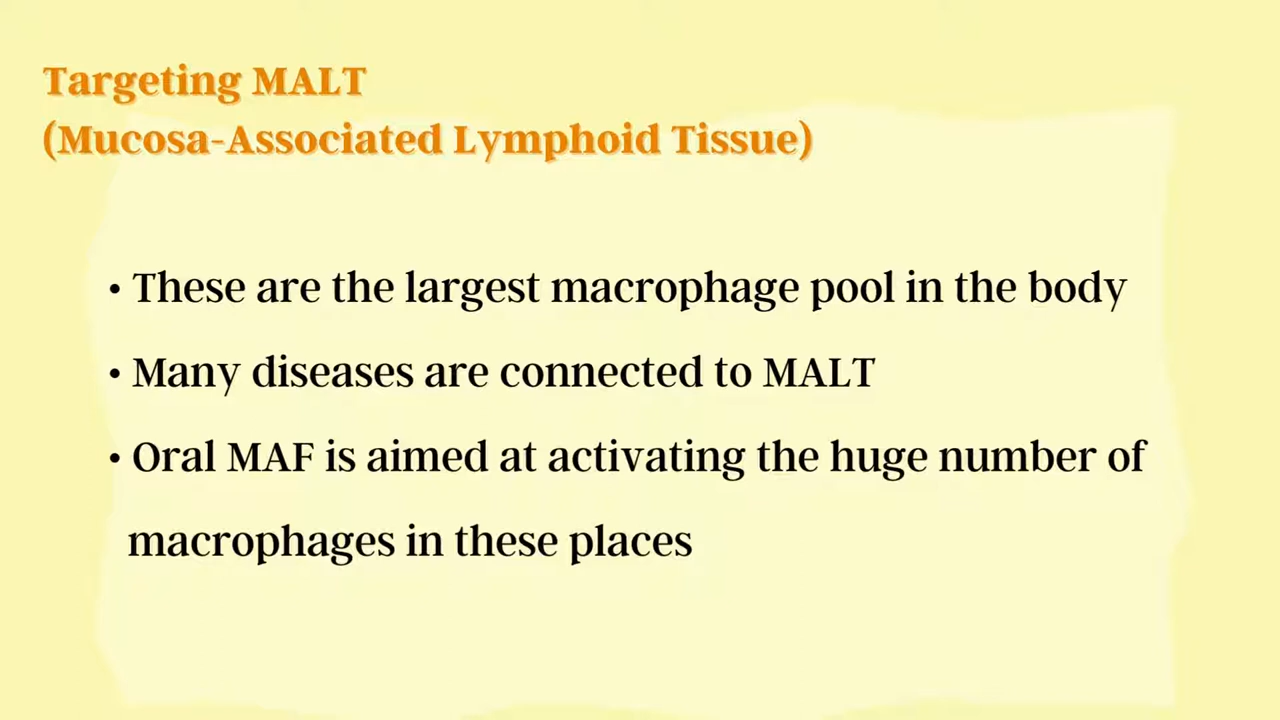 Targeting MALT
(Mucosa-Associated Lymphoid Tissue)
• These are the largest macrophage pool in the body
• Many diseases are connected to MALT
• Oral MAF is aimed at activating the huge number of
macrophages in these places